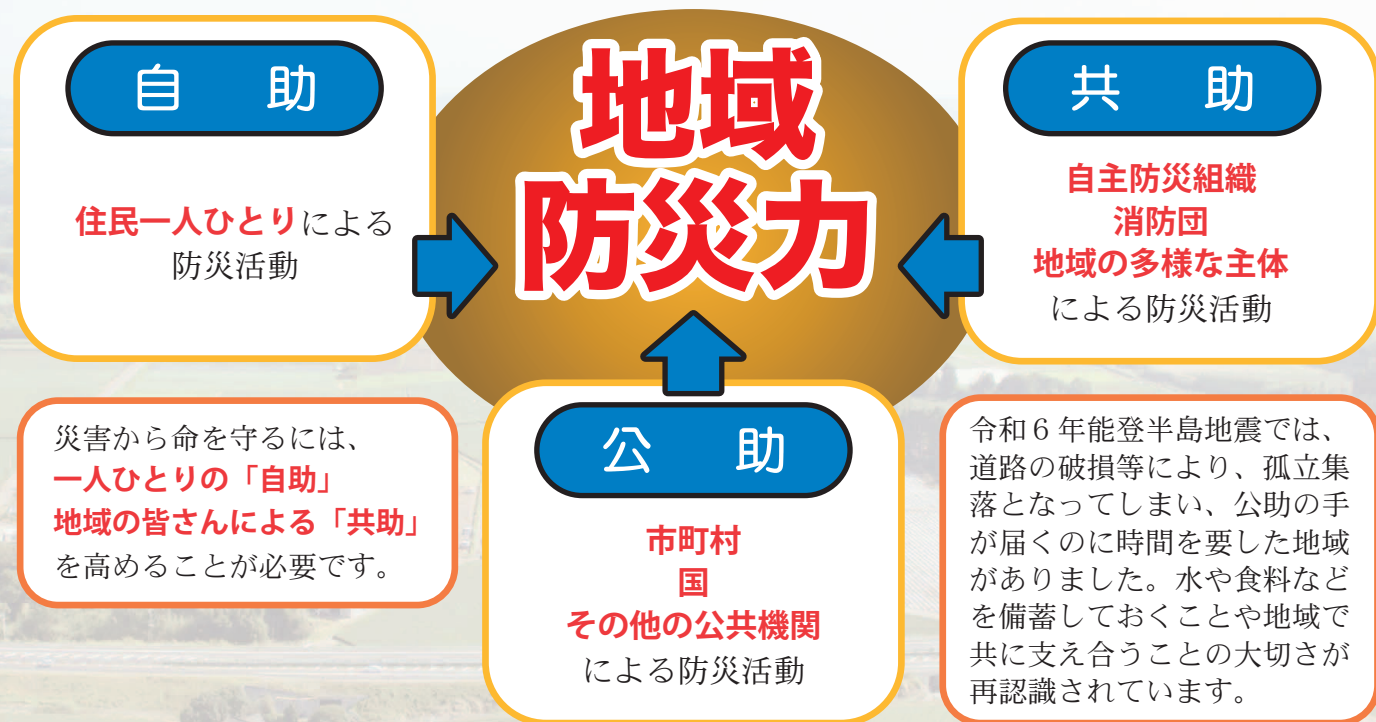 地域
防災力
自　助
住民一人ひとりによる
防災活動
共　助
自主防災組織
消防団
地域の多様な主体
による防災活動
公　助
市町村
国
その他の公共機関
による防災活動
災害から命を守るには、
一人ひとりの「自助」
地域の皆さんによる「共助」
を高めることが必要です。
令和６年能登半島地震では、
道路の破損等により、孤立集
落となってしまい、公助の手
が届くのに時間を要した地域
がありました。水や食料など
を備蓄しておくことや地域で
共に支え合うことの大切さが
再認識されています。